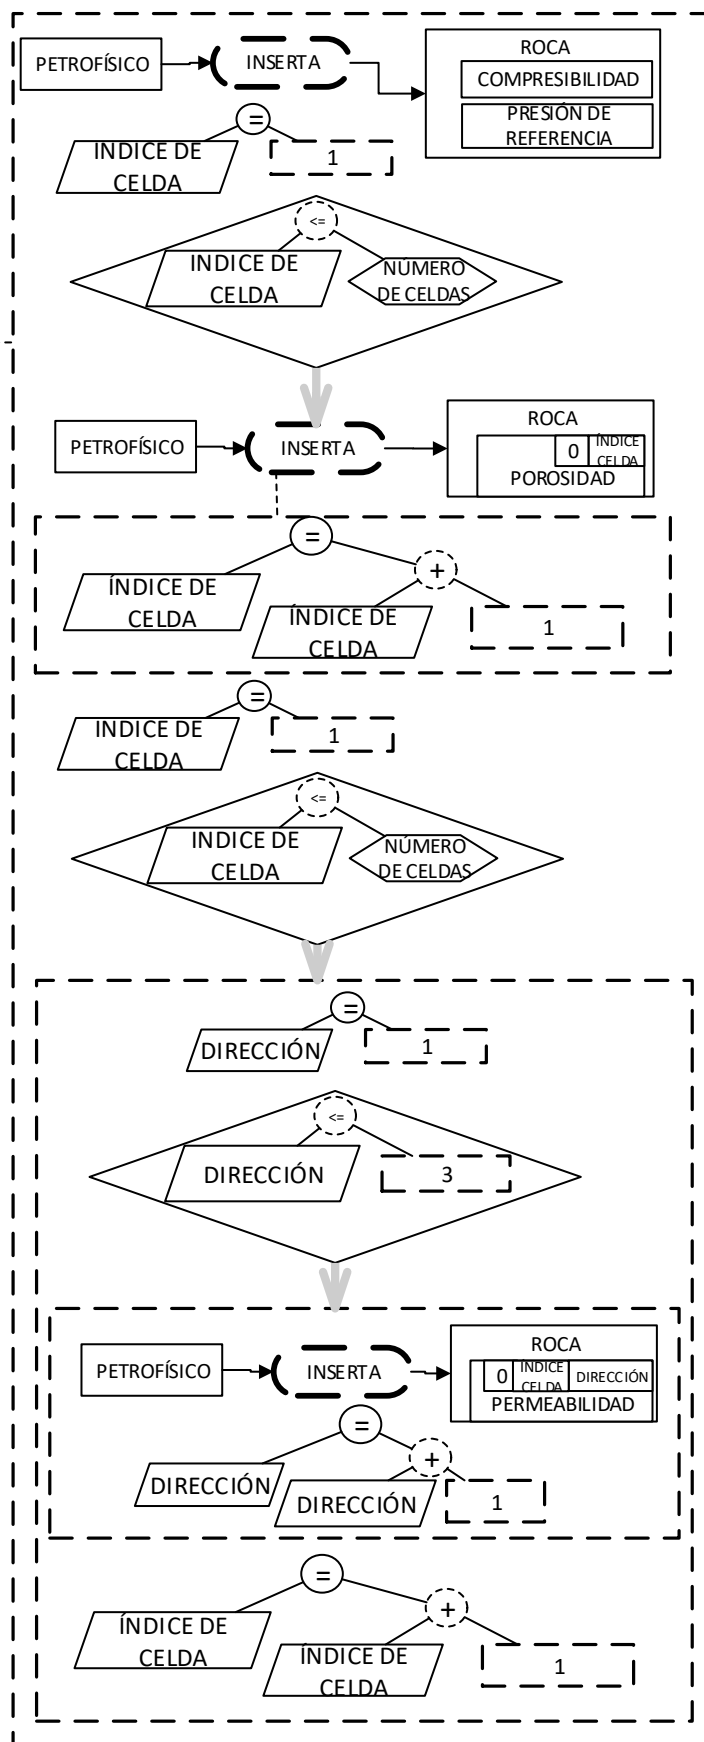 PETROFÍSICO
INSERTA
ROCA
COMPRESIBILIDAD
PRESIÓN DE
REFERENCIA
=
ÍNDICE DE
CELDA
1
<=
ÍNDICE DE
CELDA
NÚMERO
DE CELDAS
PETROFÍSICO
INSERTA
ROCA
0
ÍNDICE
CELDA
POROSIDAD
=
ÍNDICE DE
CELDA
+
ÍNDICE DE
CELDA
1
=
ÍNDICE DE
CELDA
1
<=
ÍNDICE DE
CELDA
NÚMERO
DE CELDAS
=
DIRECCIÓN
1
<=
DIRECCIÓN
3
PETROFÍSICO
INSERTA
ROCA
0
ÍNDICE
CELDA
DIRECCIÓN
PERMEABILIDAD
=
DIRECCIÓN
+
DIRECCIÓN
1
=
ÍNDICE DE
CELDA
+
ÍNDICE DE
CELDA
1